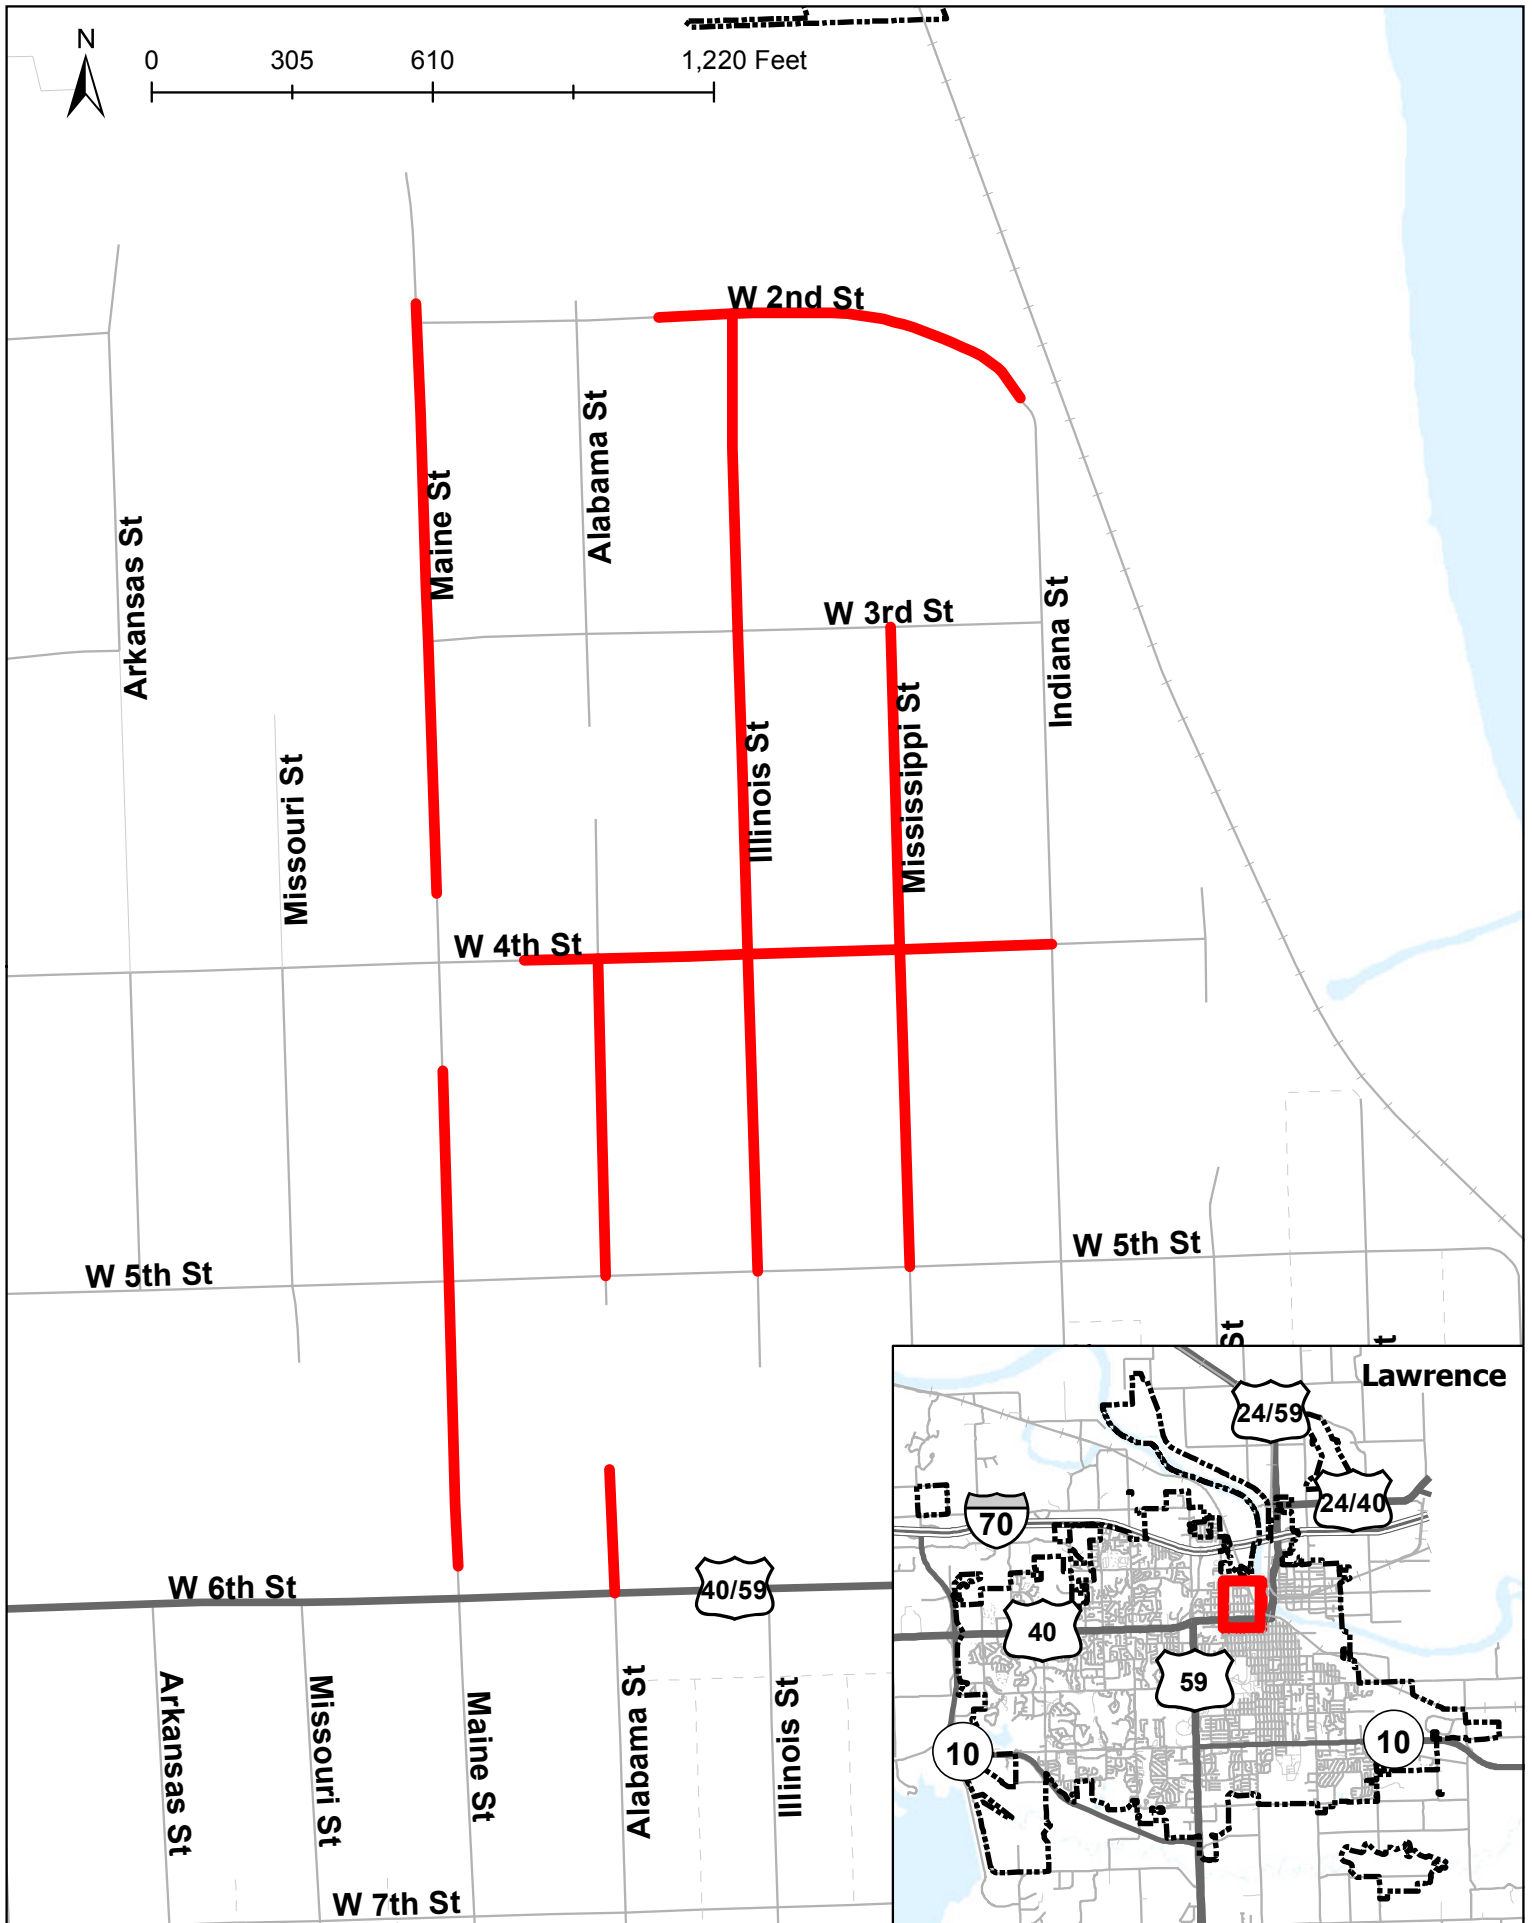 N
0 305 610 1,220 Feet
W 2nd St
Alabama St
Maine St
Arkansas St
W 3rd St
Indiana St
Mississippi St
Illinois St
Missouri St
W 4th St
W 5th St
W 5th St
St
t
Lawrence
24/59
24/40
70
W 6th St
40/59
40
59
Arkansas St
Missouri St
Maine St
Alabama St
Illinois St
10
10
W 7th St